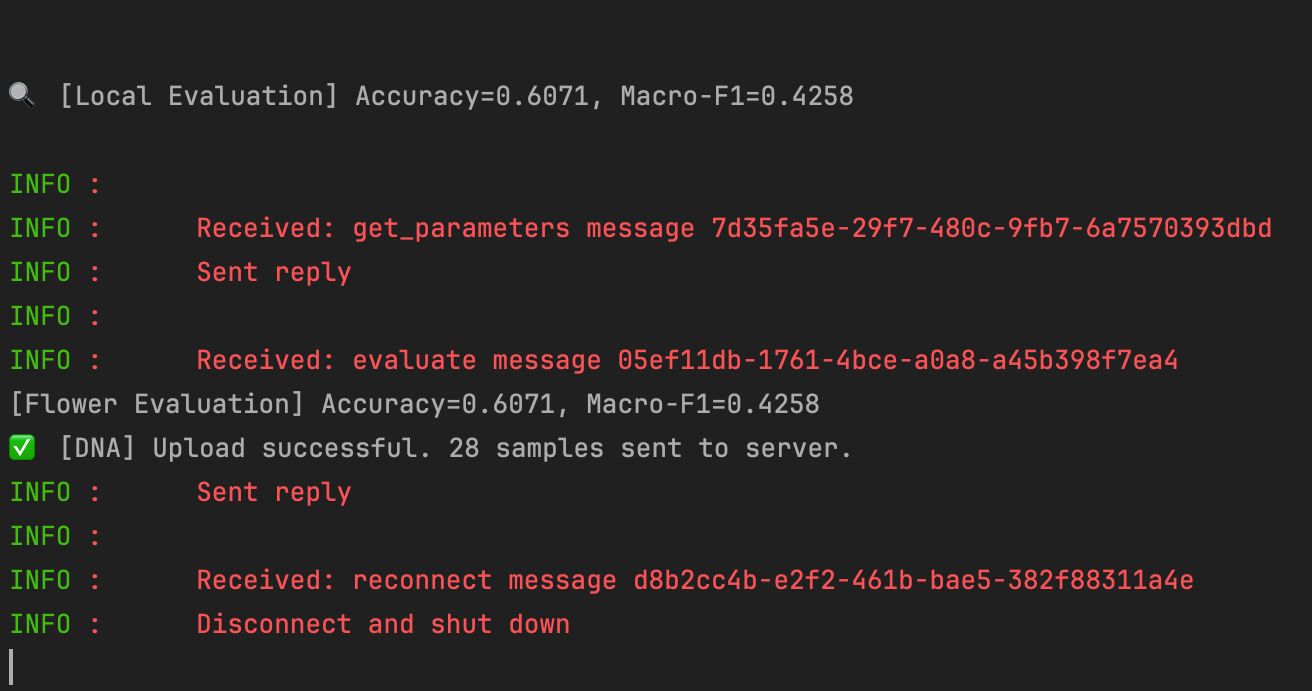 🔍 [Local Evaluation] Accuracy=0.6071, Macro-F1=0.4258
INFO :
INFO : Received: get_parameters message 7d35fa5e-29f7-480c-9fb7-6a7570393dbd
INFO : Sent reply
INFO :
INFO : Received: evaluate message 05ef11db-1761-4bce-a0a8-a45b398f7ea4
[Flower Evaluation] Accuracy=0.6071, Macro-F1=0.4258
✅ [DNA] Upload successful. 28 samples sent to server.
INFO : Sent reply
INFO :
INFO : Received: reconnect message d8b2cc4b-e2f2-461b-bae5-382f88311a4e
INFO : Disconnect and shut down